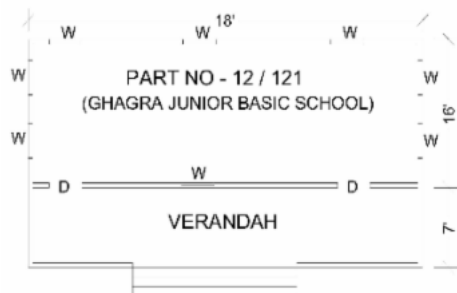 18'
W W W
W W
PART NO - 12 / 121
(GHAGRA JUNIOR BASIC SCHOOL)
16'
W W
W
D D
VERANDAH
7'